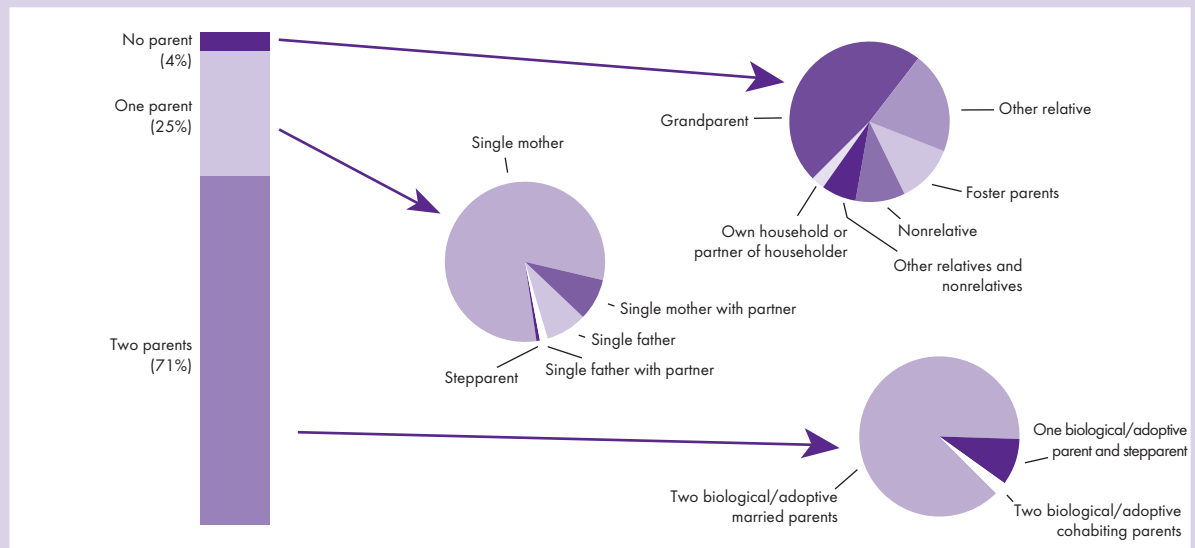 No parent
(4%)
One parent
(25%)
Two parents
(71%)
Single mother
Single mother with partner
Single father
Single father with partner
Stepparent
Grandparent
Other relative
Foster parents
Nonrelative
Other relatives and
nonrelatives
Own household or
partner of householder
One biological/adoptive
parent and stepparent
Two biological/adoptive
cohabiting parents
Two biological/adoptive
married parents